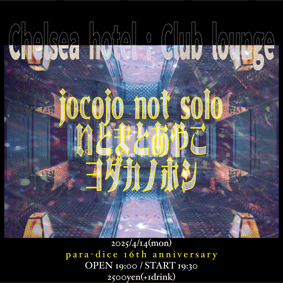 Chelsea hotel : Club lounge
jocojo not solo
いとまとあやこ
ヨダカノホシ
2025/4/14(mon)
para-dice 16th anniversary
OPEN 19:00 / START 19:30
2500yen(+1drink)